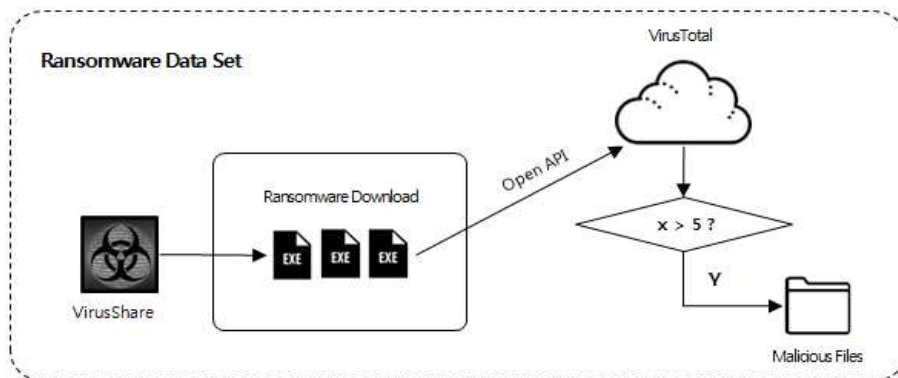 Ransomware Data Set
VirusTotal
Open API
Ransomware Download
EXE
EXE
EXE
VirusShare
x > 5 ?
Y
Malicious Files